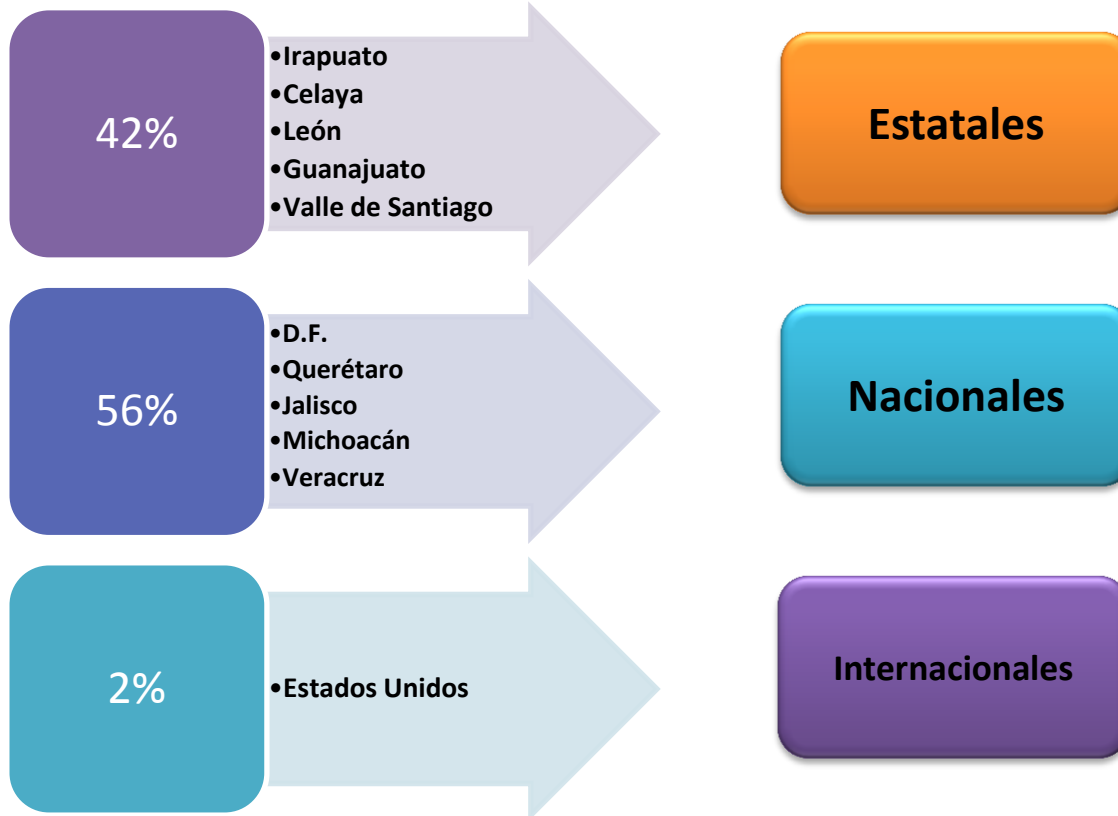 42%
•Irapuato
•Celaya
•León
•Guanajuato
•Valle de Santiago
Estatales
56%
•D.F.
•Querétaro
•Jalisco
•Michoacán
•Veracruz
Nacionales
2%
•Estados Unidos
Internacionales